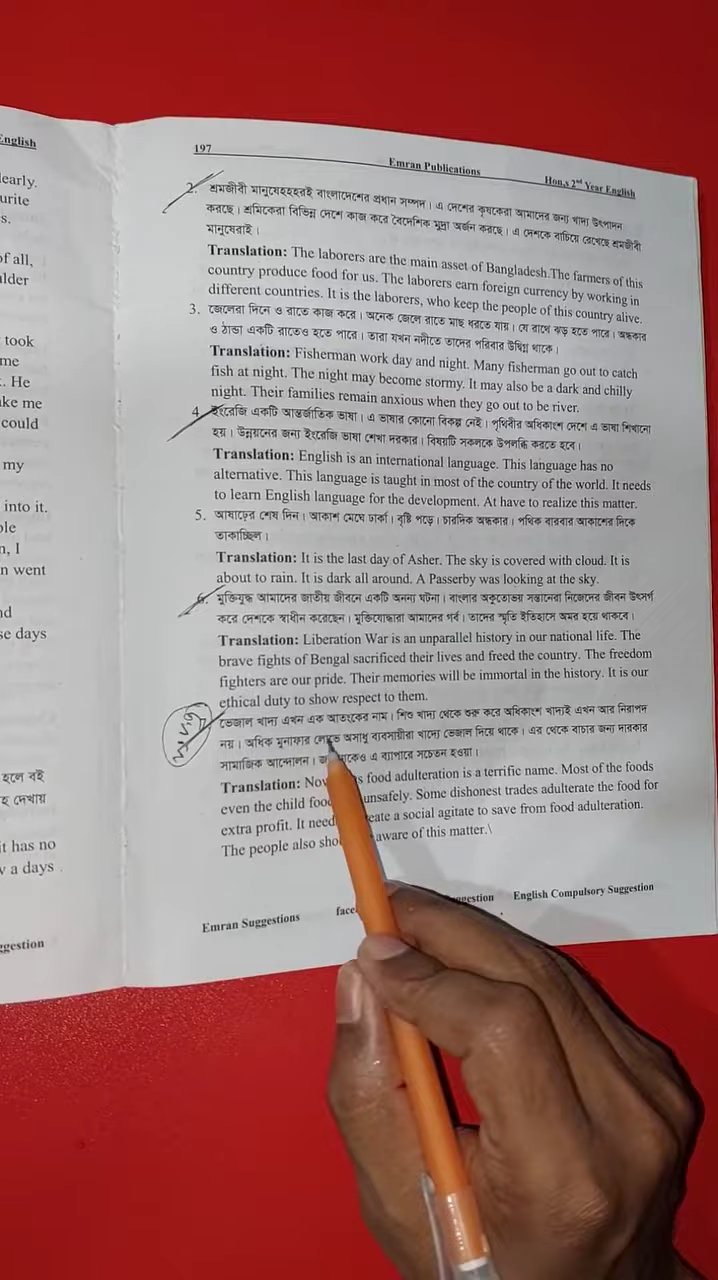 English
learly.
urite
s.
of all,
ulder
took
me
. He
ake me
could
my
into it.
ole
n, I
n went
nd
se days
হলে বই
হ দেখায়
it has no
v a days
ggestion
197
Emran Publications
Hon,s 2nd Year English
2. শ্রমজীবী মানুষেহহহরই বাংলাদেশের প্রধান সম্পদ। এ দেশের কৃষকেরা আমাদের জন্য খাদ্য উৎপাদন
করছে। শ্রমিকেরা বিভিন্ন দেশে কাজ করে বৈদেশিক মুদ্রা অর্জন করছে। এ দেশকে বাচিয়ে রেখেছে শ্রমজীবী
মানুষেরাই।
Translation: The laborers are the main asset of Bangladesh.The farmers of this
country produce food for us. The laborers earn foreign currency by working in
different countries. It is the laborers, who keep the people of this country alive.
3. জেলেরা দিনে ও রাতে কাজ করে। অনেক জেলে রাতে মাছ ধরতে যায়। যে রাখে ঝড় হতে পারে। অন্ধকার
ও ঠান্ডা একটি রাতেও হতে পারে। তারা যখন নদীতে তাদের পরিবার উদ্বিগ্ন থাকে।
Translation: Fisherman work day and night. Many fisherman go out to catch
fish at night. The night may become stormy. It may also be a dark and chilly
night. Their families remain anxious when they go out to be river.
4. ইংরেজি একটি আন্তর্জাতিক ভাষা। এ ভাষার কোনো বিকল্প নেই। পৃথিবীর অধিকাংশ দেশে এ ভাষা শিখানো
হয়। উন্নয়নের জন্য ইংরেজি ভাষা শেখা দরকার। বিষয়টি সকলকে উপলব্ধি করতে হবে।
Translation: English is an international language. This language has no
alternative. This language is taught in most of the country of the world. It needs
to learn English language for the development. At have to realize this matter.
5. আষাঢ়ের শেষ দিন। আকাশ মেঘে ঢাকা। বৃষ্টি পড়ে। চারদিক অন্ধকার। পথিক বারবার আকাশের দিকে
তাকাচ্ছিল।
Translation: It is the last day of Asher. The sky is covered with cloud. It is
about to rain. It is dark all around. A Passerby was looking at the sky.
6. মুক্তিযুদ্ধ আমাদের জাতীয় জীবনে একটি অনন্য ঘটনা। বাংলার অকুতোভয় সন্তানেরা নিজেদের জীবন উৎসর্গ
করে দেশকে স্বাধীন করেছেন। মুক্তিযোদ্ধারা আমাদের গর্ব। তাদের স্মৃতি ইতিহাসে অমর হয়ে থাকবে।
Translation: Liberation War is an unparallel history in our national life. The
brave fights of Bengal sacrificed their lives and freed the country. The freedom
fighters are our pride. Their memories will be immortal in the history. It is our
ethical duty to show respect to them.
ভেজাল খাদ্য এখন এক আতংকের নাম। শিশু খাদ্য থেকে শুরু করে অধিকাংশ খাদ্যই এখন আর নিরাপদ
নয়। অধিক মুনাফার লোভে অসাধু ব্যবসায়ীরা খাদ্যে ভেজাল দিয়ে থাকে। এর থেকে বাচার জন্য দারকার
সামাজিক আন্দোলন। এ ব্যাপারে সচেতন হওয়া।
Translation: food adulteration is a terrific name. Most of the foods
even the child unsafely. Some dishonest trades adulterate the food for
extra profit. It a social agitate to save from food adulteration.
The people also aware of this matter.\
Emran Suggestions English Compulsory Suggestion